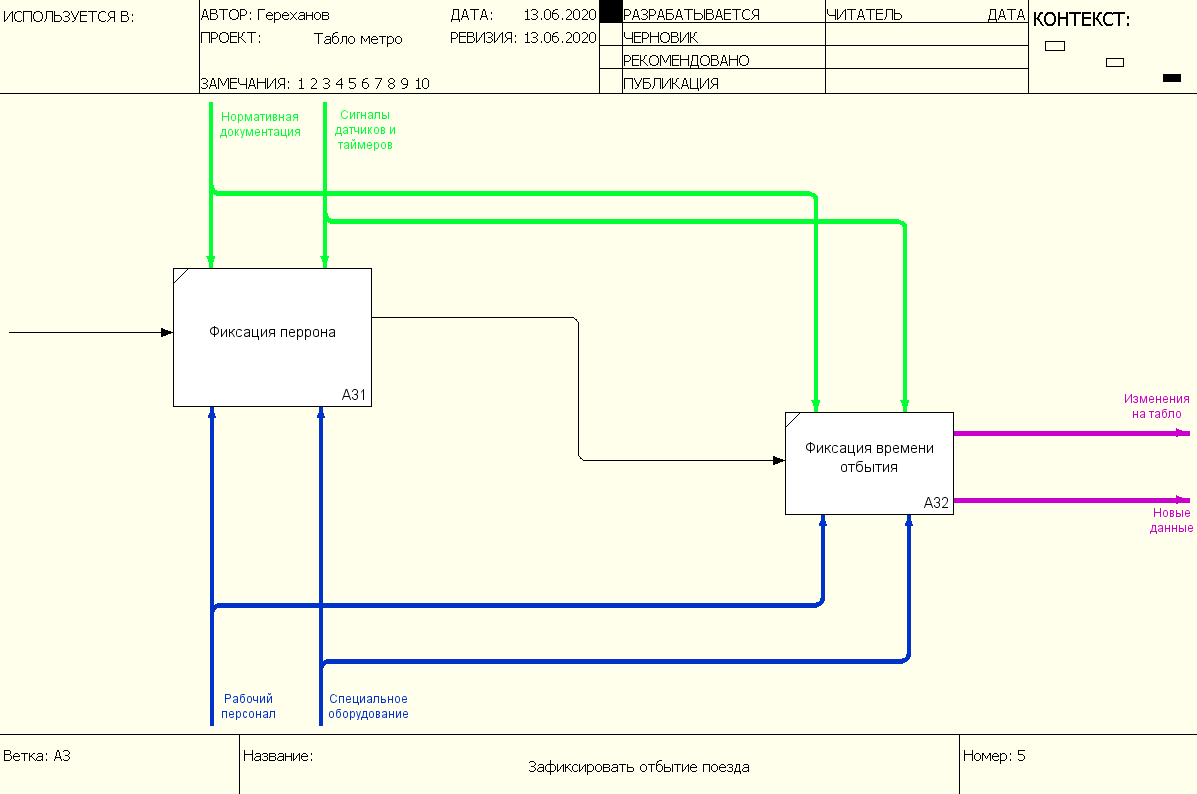 ИСПОЛЬЗУЕТСЯ В:
АВТОР: Гереханов
ДАТА: 13.06.2020
ПРОЕКТ: Табло метро
РЕВИЗИЯ: 13.06.2020
ЗАМЕЧАНИЯ: 1 2 3 4 5 6 7 8 9 10
РАЗРАБАТЫВАЕТСЯ
ЧЕРНОВИК
РЕКОМЕНДОВАНО
ПУБЛИКАЦИЯ
ЧИТАТЕЛЬ ДАТА
КОНТЕКСТ:
Нормативная
документация
Сигналы
датчиков и
таймеров
Фиксация перрона
А31
Фиксация времени
отбытия
А32
Изменения
на табло
Новые
данные
Рабочий
персонал
Специальное
оборудование
Ветка: А3
Название:
Зафиксировать отбытие поезда
Номер: 5